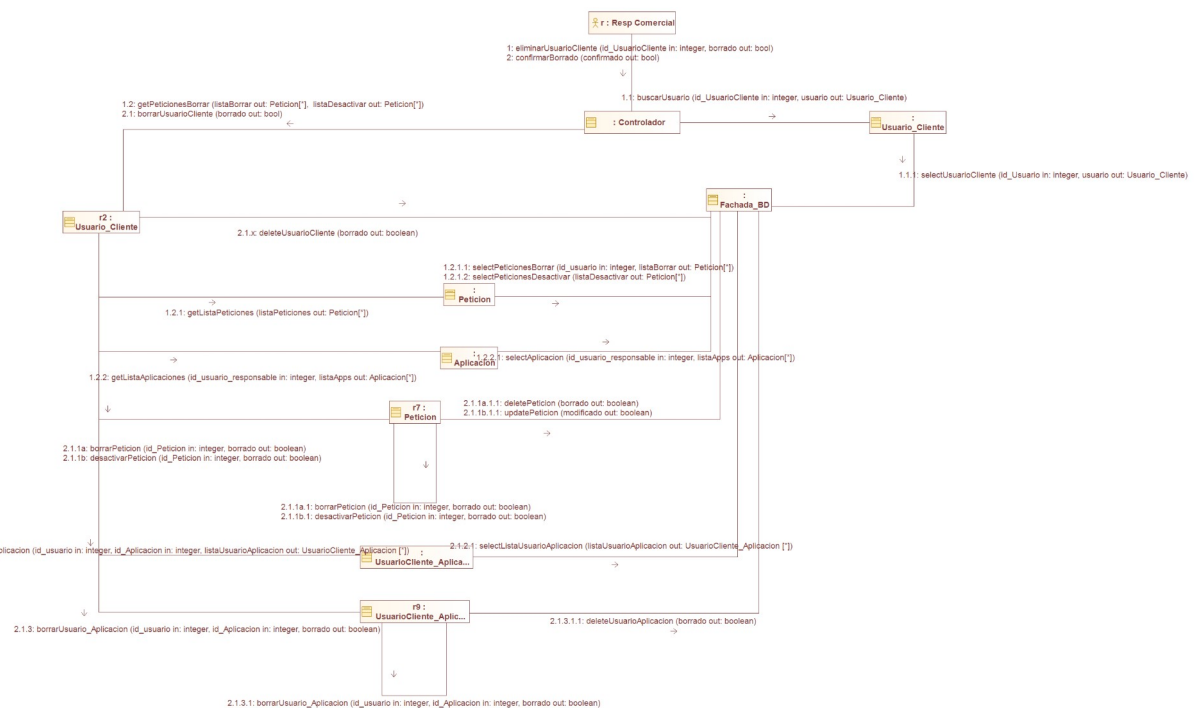 r : Resp Comercial
1: eliminarUsuarioCliente (id_UsuarioCliente in: integer, borrado out: bool)
2: confirmarBorrado (confirmado out: bool)
1.1: buscarUsuario (id_UsuarioCliente in: integer, usuario out: Usuario_Cliente)
1.2: getPeticionesBorrar (listaBorrar out: Peticion[*], listaDesactivar out: Peticion[*])
2.1: borrarUsuarioCliente (borrado out: bool)
: Controlador
:
Usuario_Cliente
1.1.1: selectUsuarioCliente (id_Usuario in: integer, usuario out: Usuario_Cliente)
:
Fachada_BD
r2 :
Usuario_Cliente
2.1.x: deleteUsuarioCliente (borrado out: boolean)
1.2.1.1: selectPeticionesBorrar (id_usuario in: integer, listaBorrar out: Peticion[*])
1.2.1.2: selectPeticionesDesactivar (listaDesactivar out: Peticion[*])
:
Peticion
1.2.1: getListaPeticiones (listaPeticiones out: Peticion[*])
:
Aplicacion
1.2.2.1: selectAplicacion (id_usuario_responsable in: integer, listaApps out: Aplicacion[*])
1.2.2: getListaAplicaciones (id_usuario_responsable in: integer, listaApps out: Aplicacion[*])
r7 :
Peticion
2.1.1a.1.1: deletePeticion (borrado out: boolean)
2.1.1b.1.1: updatePeticion (modificado out: boolean)
2.1.1a: borrarPeticion (id_Peticion in: integer, borrado out: boolean)
2.1.1b: desactivarPeticion (id_Peticion in: integer, borrado out: boolean)
2.1.1a.1: borrarPeticion (id_Peticion in: integer, borrado out: boolean)
2.1.1b.1: desactivarPeticion (id_Peticion in: integer, borrado out: boolean)
plicacion (id_usuario in: integer, id_Aplicacion in: integer, listaUsuarioAplicacion out: UsuarioCliente_Aplicacion [*])
:
UsuarioCliente_Aplica...
2.1.2.1: selectListaUsuarioAplicacion (listaUsuarioAplicacion out: UsuarioCliente_Aplicacion [*])
r9 :
UsuarioCliente_Aplic...
2.1.3: borrarUsuario_Aplicacion (id_usuario in: integer, id_Aplicacion in: integer, borrado out: boolean)
2.1.3.1.1: deleteUsuarioAplicacion (borrado out: boolean)
2.1.3.1: borrarUsuario_Aplicacion (id_usuario in: integer, id_Aplicacion in: integer, borrado out: boolean)